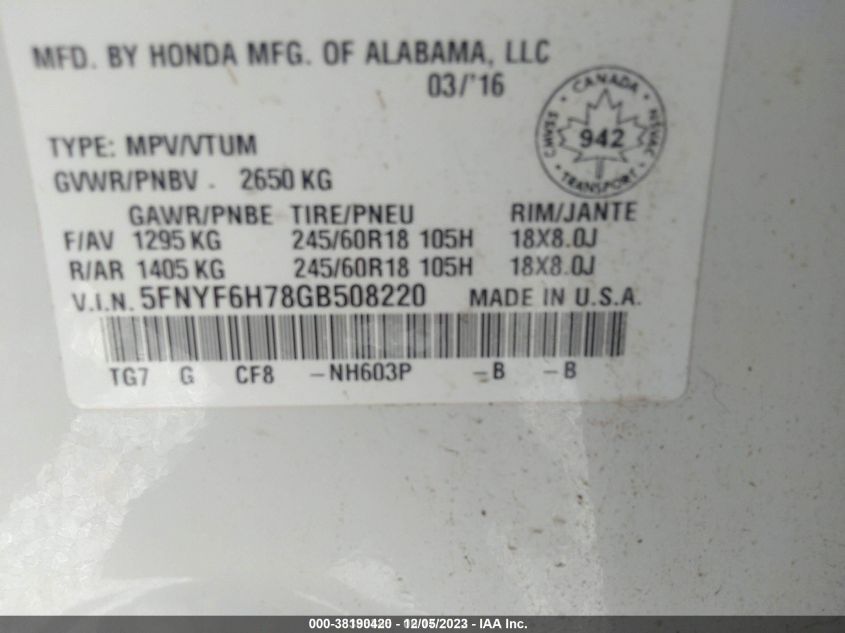 MFD. BY HONDA MFG. OF ALABAMA, LLC
03/'16
CANADA
CMVSS
NSVAC
942
TRANSPORT
TYPE: MPV/VTUM
GVWR/PNBV . 2650 KG
GAWR/PNBE TIRE/PNEU RIM/JANTE
F/AV 1295 KG 245/60R18 105H 18X8.0J
R/AR 1405 KG 245/60R18 105H 18X8.0J
V.I.N. 5FNYF6H78GB508220 MADE IN U.S.A.
TG7 G CF8 –NH603P –B –B
000-38190420 - 12/05/2023 - IAA Inc.